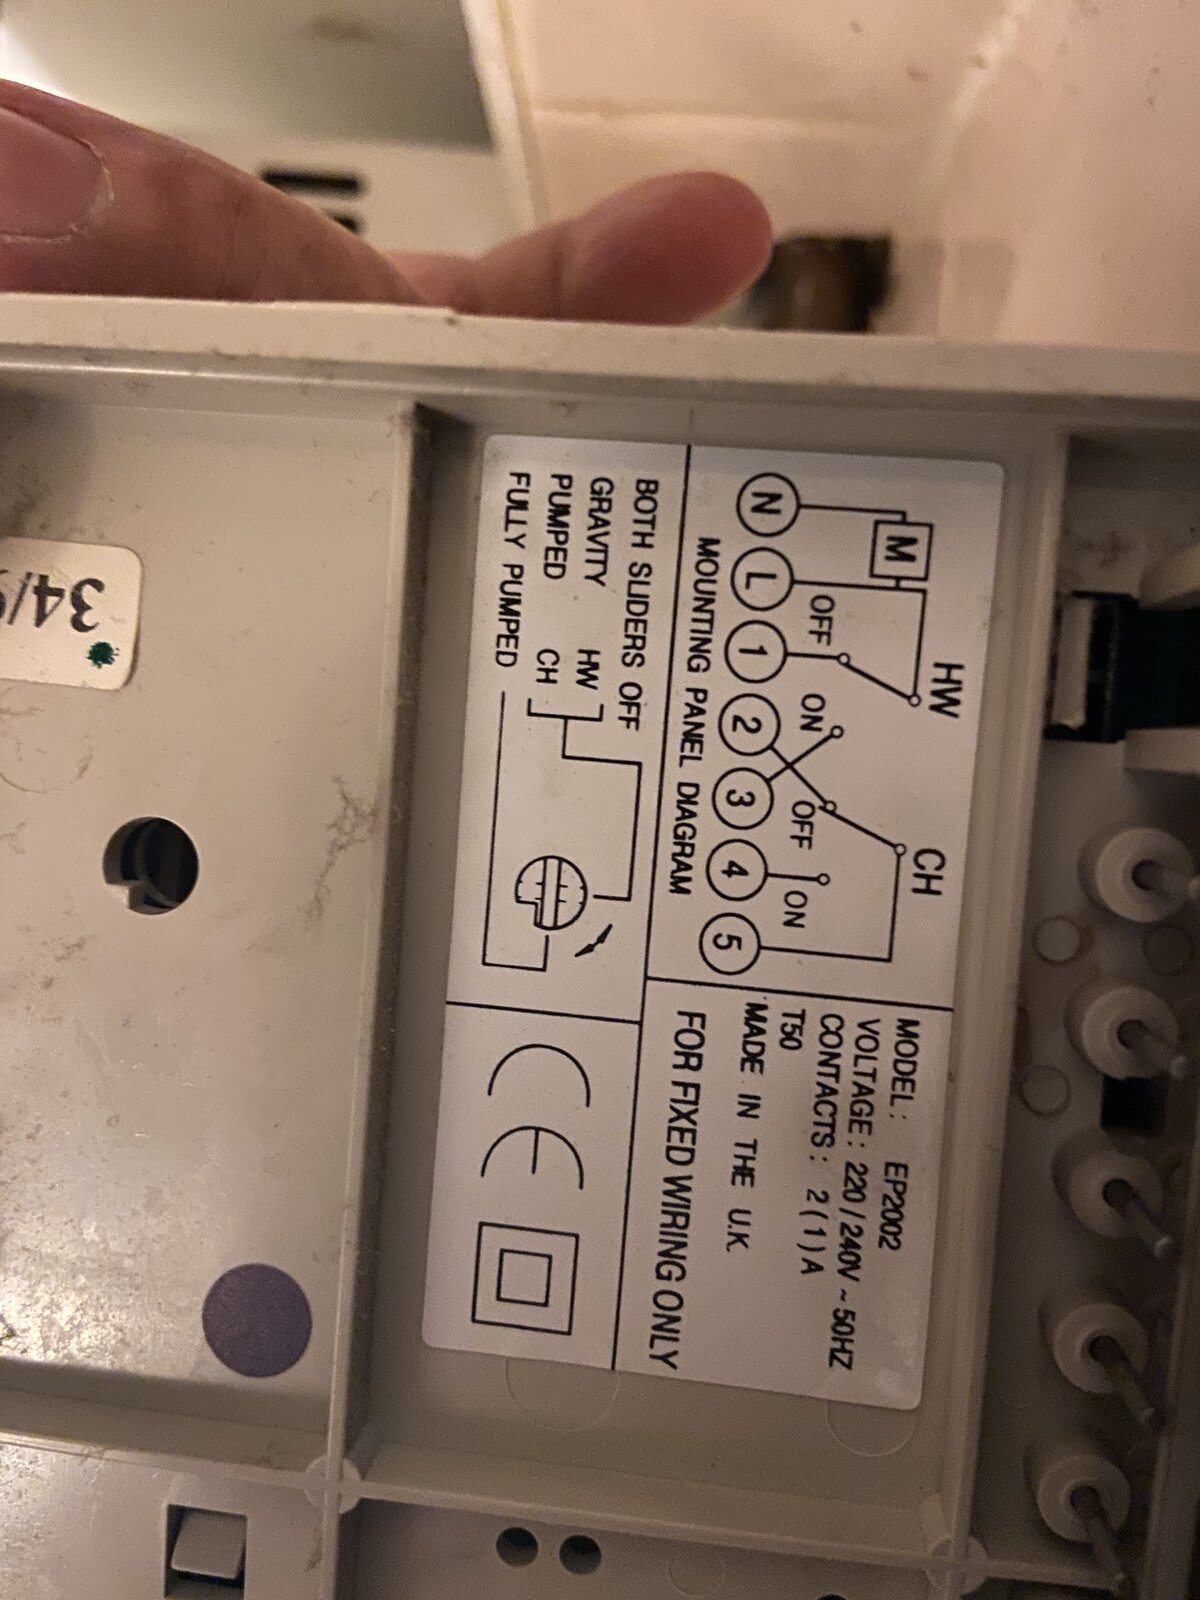 HW CH
M
OFF ON OFF ON
N L 1 2 3 4 5
MOUNTING PANEL DIAGRAM
MODEL: EP2002
VOLTAGE: 220/240V ~ 50HZ
CONTACTS: 2(1)A
T50
MADE IN THE U.K.
BOTH SLIDERS OFF
GRAVITY HW
PUMPED CH
FULLY PUMPED
FOR FIXED WIRING ONLY
CE